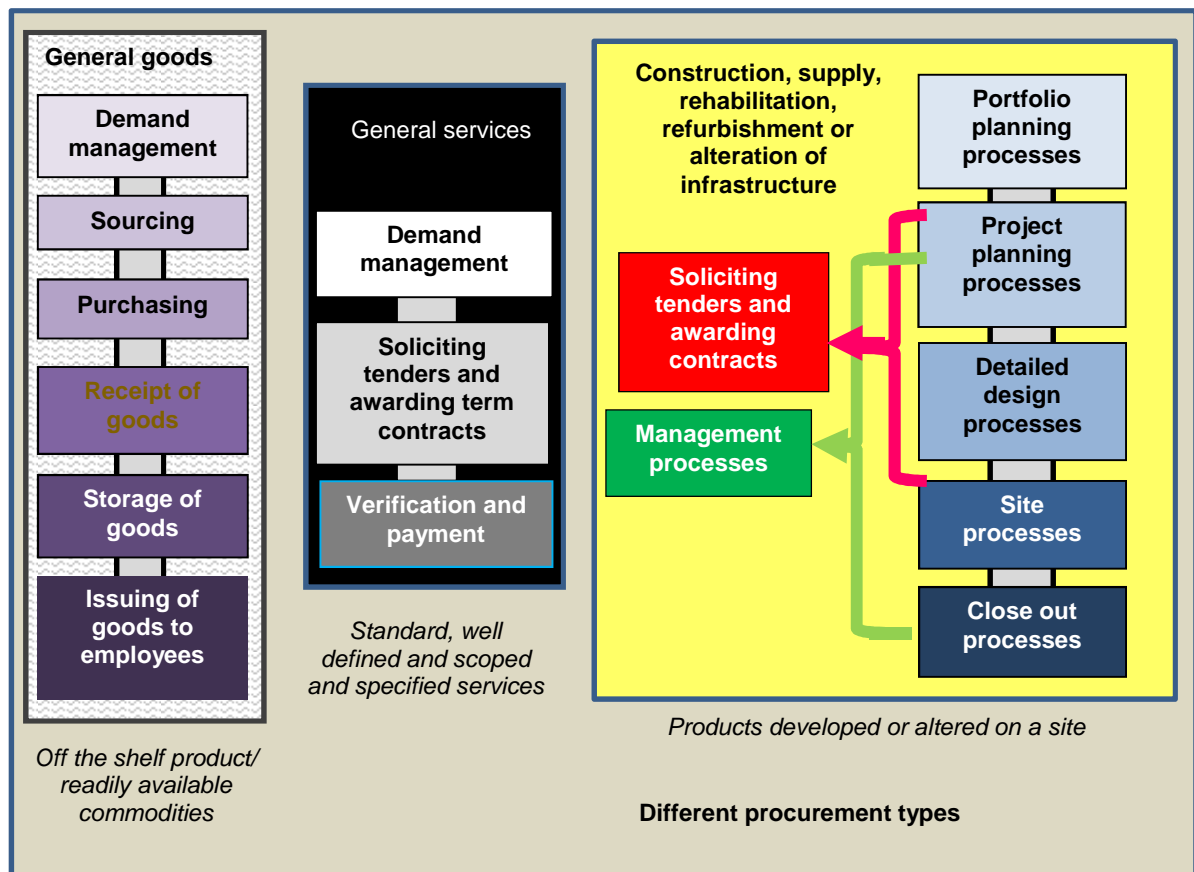 General goods
Demand
management
Sourcing
Purchasing
Receipt of
goods
Storage of
goods
Issuing of
goods to
employees
Off the shelf product/
readily available
commodities
General services
Demand
management
Soliciting
tenders and
awarding term
contracts
Verification and
payment
Standard, well
defined and scoped
and specified services
Construction, supply,
rehabilitation,
refurbishment or
alteration of
infrastructure
Soliciting
tenders and
awarding
contracts
Management
processes
Portfolio
planning
processes
Project
planning
processes
Detailed
design
processes
Site
processes
Close out
processes
Products developed or altered on a site
Different procurement types